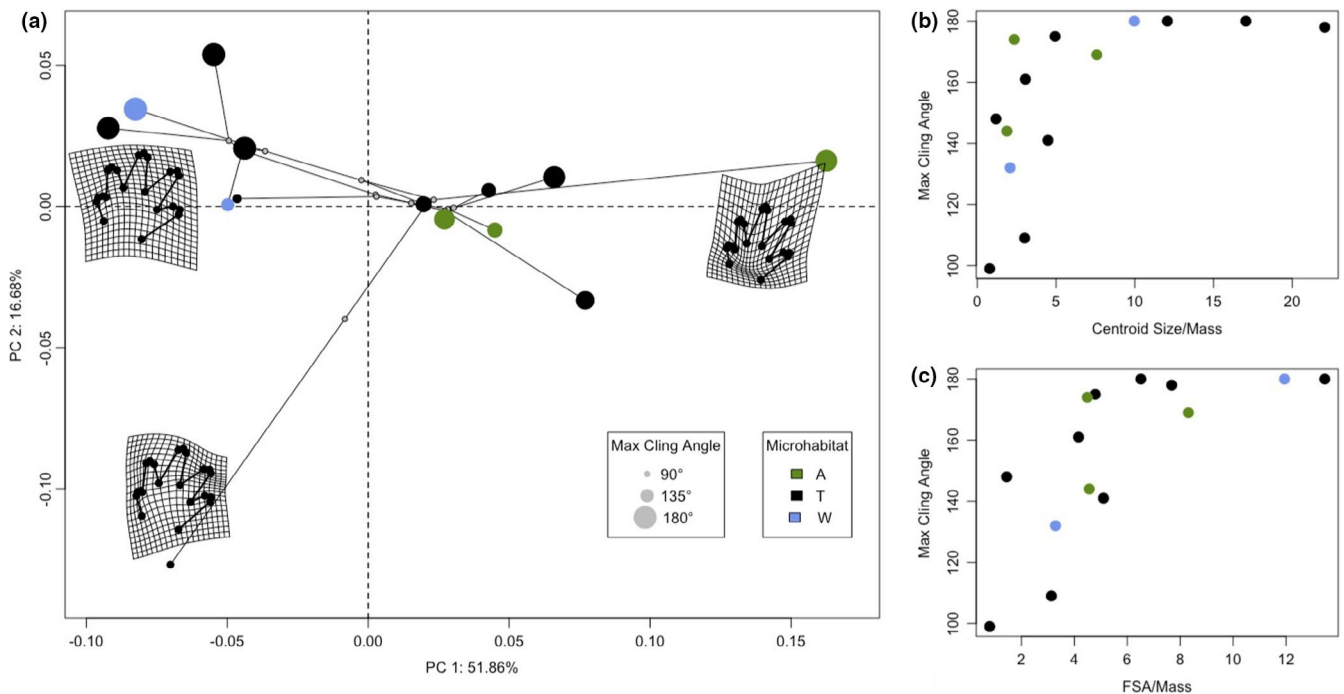 (a)
0.05
0.00
-0.05
-0.10
PC 2: 16.68%
-0.10
-0.05
0.00
0.05
0.10
0.15
PC 1: 51.86%
Max Cling Angle
90°
135°
180°
Microhabitat
A
T
W
(b)
180
160
140
120
100
Max Cling Angle
0
5
10
15
20
Centroid Size/Mass
(c)
180
160
140
120
100
Max Cling Angle
2
4
6
8
10
12
FSA/Mass